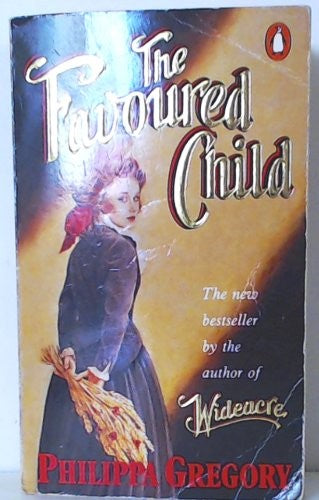 The
Favoured
Child
The new
bestseller
by the
author of
Wideacre
PHILIPPA GREGORY